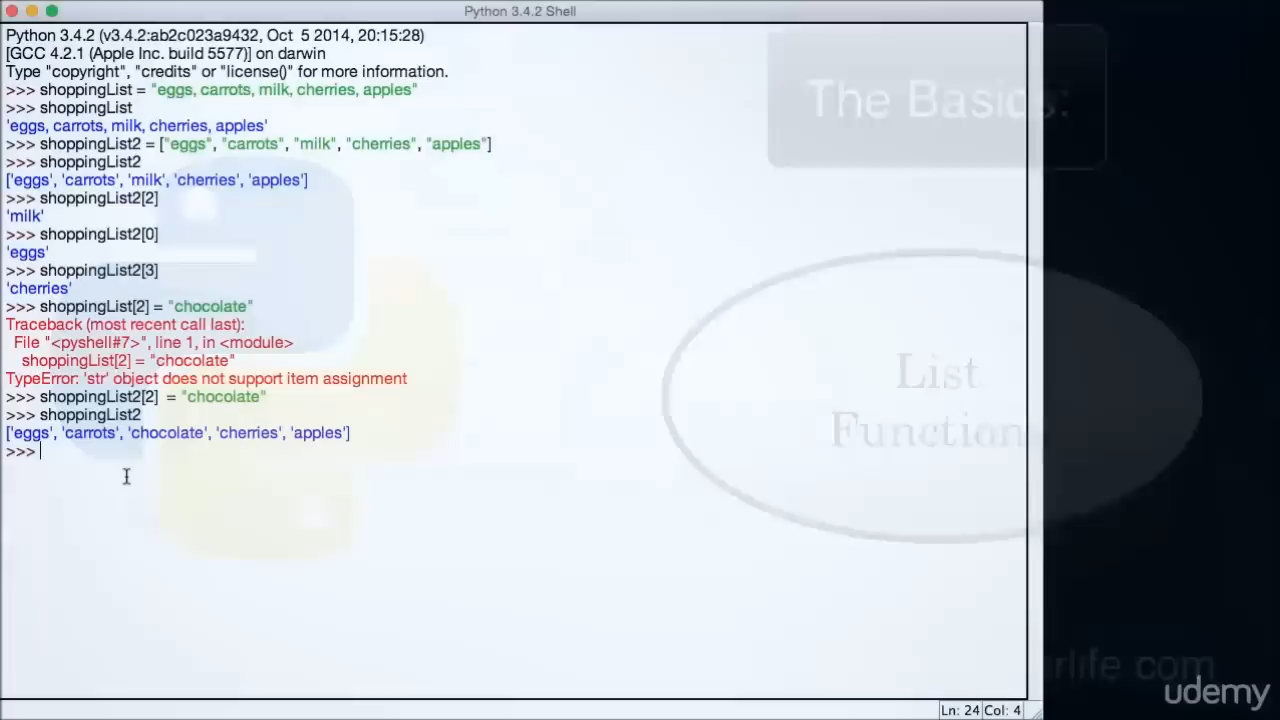 Python 3.4.2 Shell
Python 3.4.2 (v3.4.2:ab2c023a9432, Oct  5 2014, 20:15:28)
[GCC 4.2.1 (Apple Inc. build 5577)] on darwin
Type "copyright", "credits" or "license()" for more information.
>>> shoppingList = "eggs, carrots, milk, cherries, apples"
>>> shoppingList
'eggs, carrots, milk, cherries, apples'
>>> shoppingList2 = ["eggs", "carrots", "milk", "cherries", "apples"]
>>> shoppingList2
['eggs', 'carrots', 'milk', 'cherries', 'apples']
>>> shoppingList2[2]
'milk'
>>> shoppingList2[0]
'eggs'
>>> shoppingList2[3]
'cherries'
>>> shoppingList[2] = "chocolate"
Traceback (most recent call last):
  File "<pyshell#7>", line 1, in <module>
    shoppingList[2] = "chocolate"
TypeError: 'str' object does not support item assignment
>>> shoppingList2[2]  = "chocolate"
>>> shoppingList2
['eggs', 'carrots', 'chocolate', 'cherries', 'apples']
>>>
The Basics:
List
Function
com
udemy
Ln: 24 Col: 4